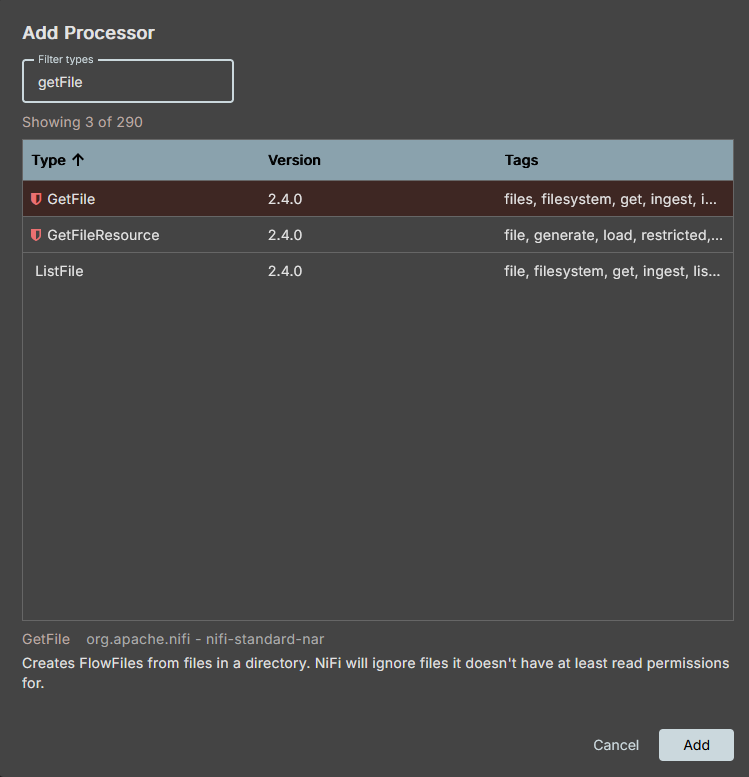 Add Processor
Filter types
getFile
Showing 3 of 290
Type Version Tags
GetFile 2.4.0 files, filesystem, get, ingest, i...
GetFileResource 2.4.0 file, generate, load, restricted,...
ListFile 2.4.0 file, filesystem, get, ingest, lis...
GetFile org.apache.nifi - nifi-standard-nar
Creates FlowFiles from files in a directory. NiFi will ignore files it doesn't have at least read permissions
for.
Cancel Add